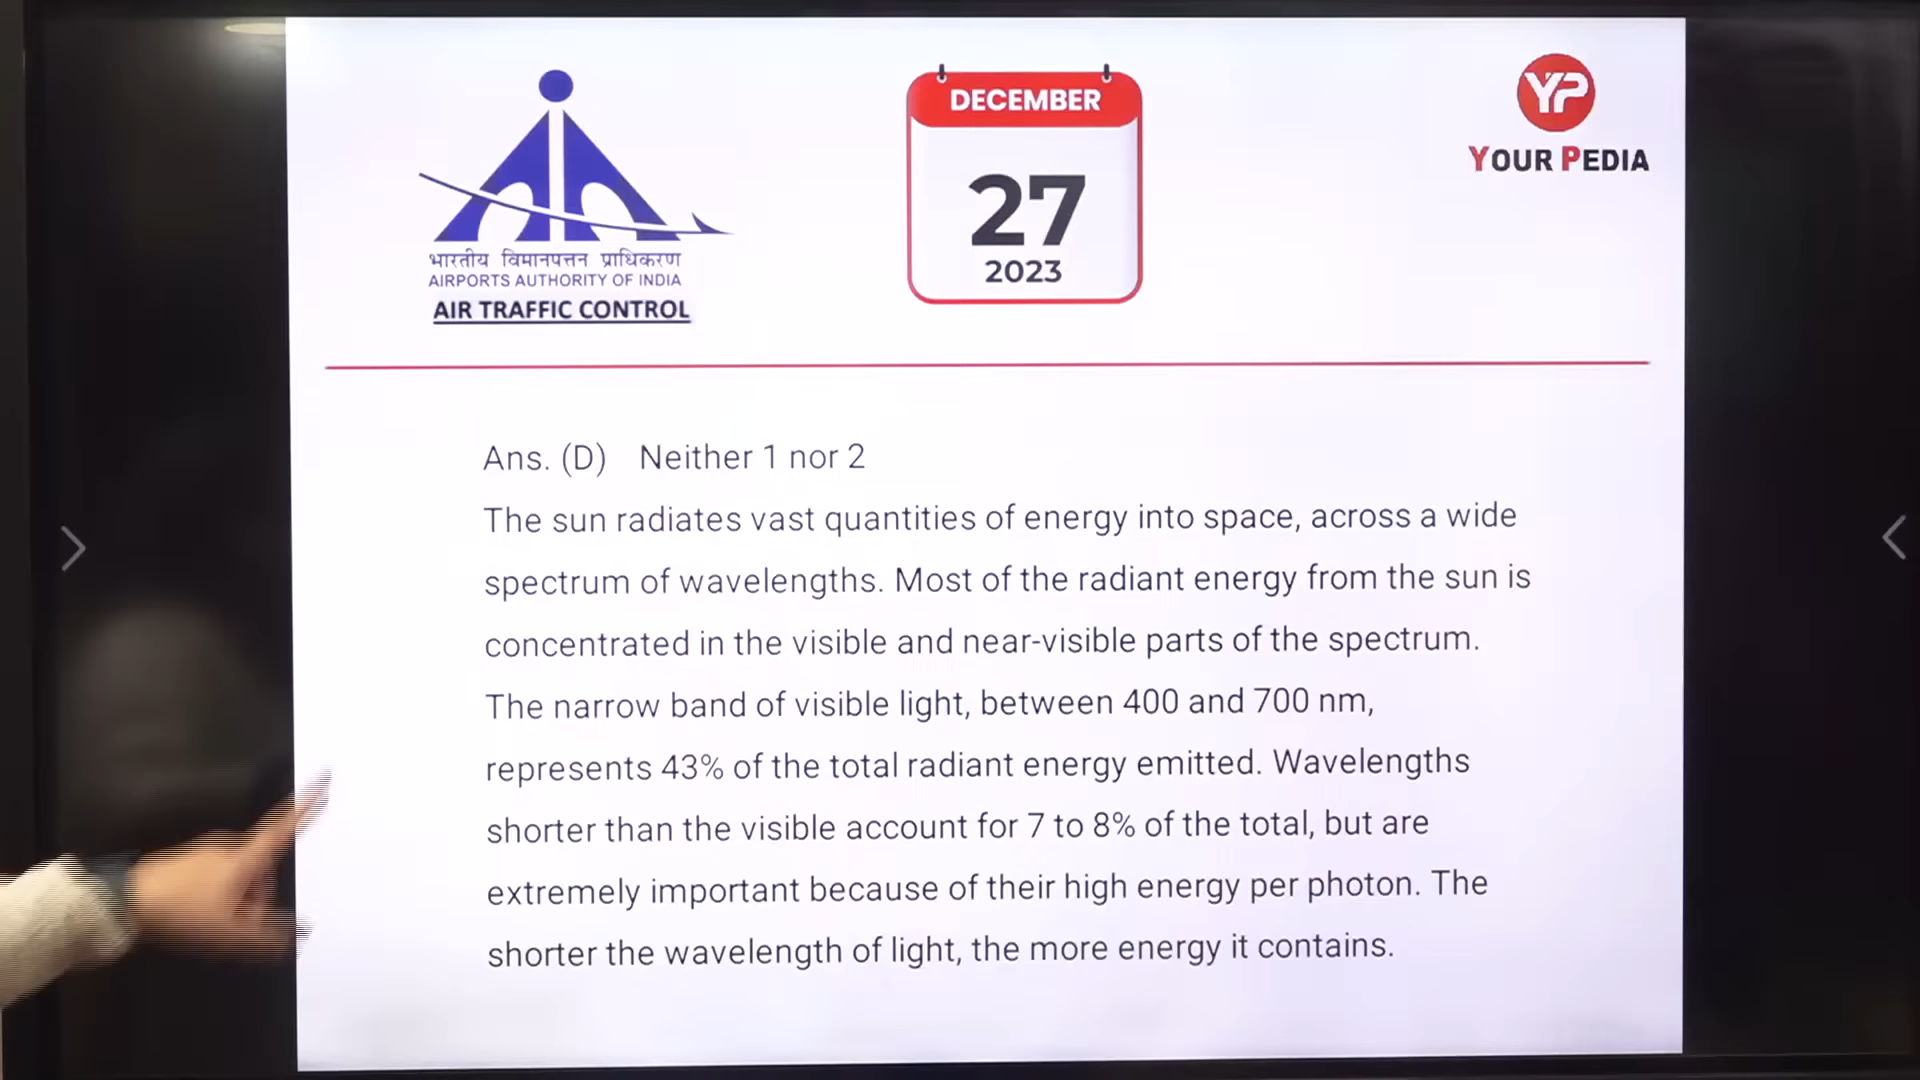 DECEMBER
27
2023
YP
YOUR PEDIA
भारतीय विमानपत्तन प्राधिकरण
AIRPORTS AUTHORITY OF INDIA
AIR TRAFFIC CONTROL
Ans. (D) Neither 1 nor 2
The sun radiates vast quantities of energy into space, across a wide
spectrum of wavelengths. Most of the radiant energy from the sun is
concentrated in the visible and near-visible parts of the spectrum.
The narrow band of visible light, between 400 and 700 nm,
represents 43% of the total radiant energy emitted. Wavelengths
shorter than the visible account for 7 to 8% of the total, but are
extremely important because of their high energy per photon. The
shorter the wavelength of light, the more energy it contains.